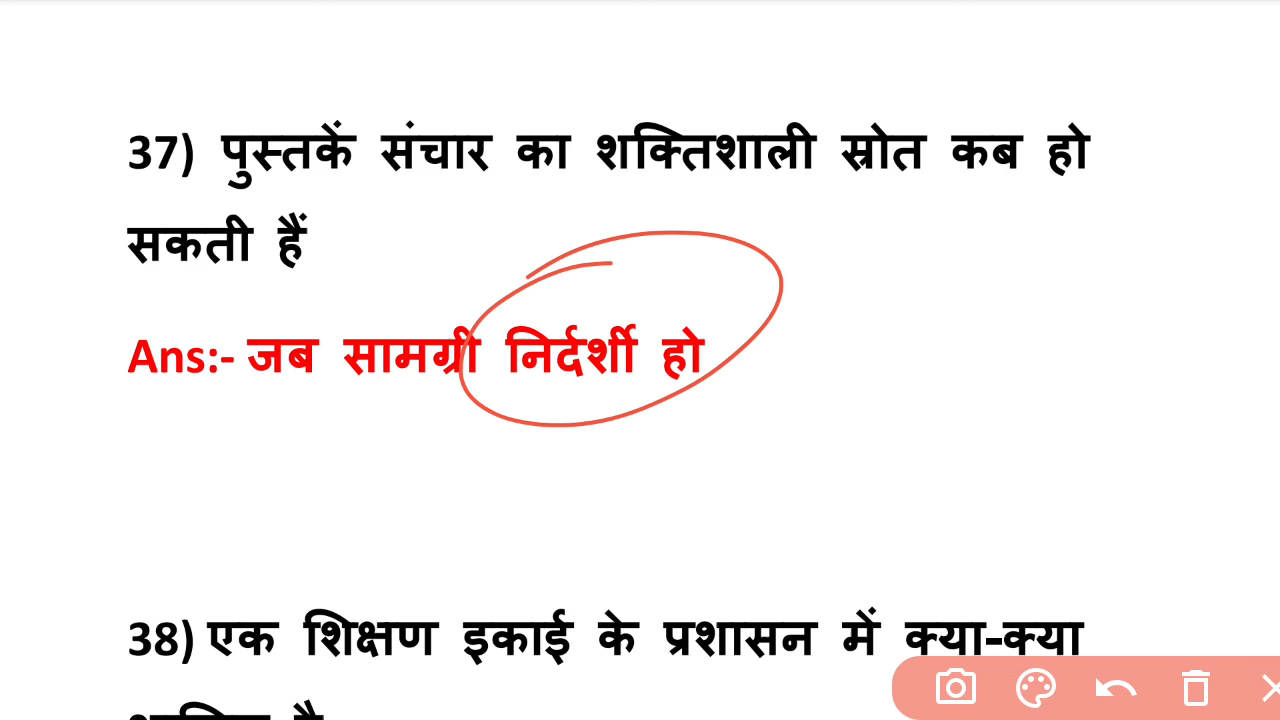 37) पुस्तकें संचार का शक्तिशाली स्रोत कब हो
सकती हैं
Ans:- जब सामग्री निर्दर्शी हो
38) एक शिक्षण इकाई के प्रशासन में क्या-क्या